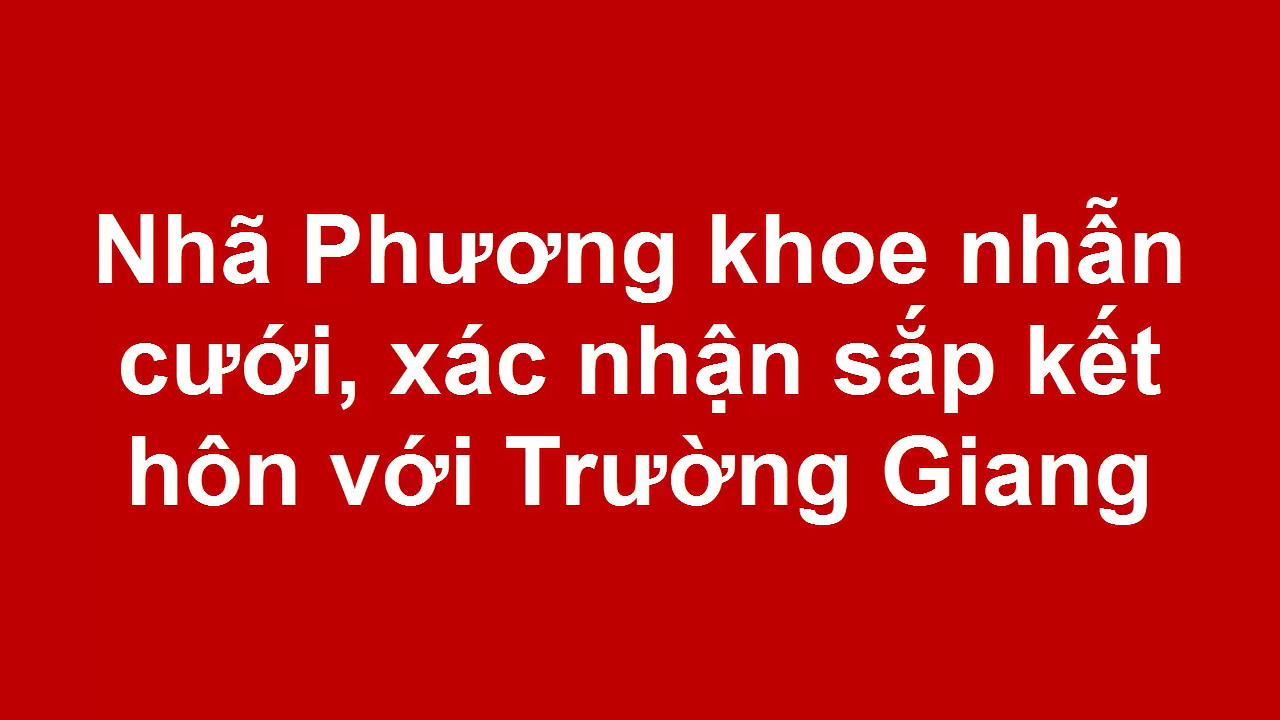 Nhã Phương khoe nhẫn
cưới, xác nhận sắp kết
hôn với Trường Giang